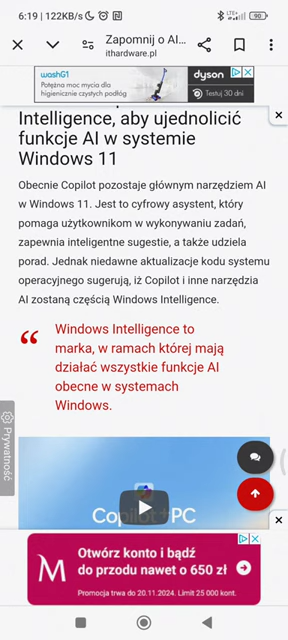 6:19 | 122KB/s
LTE+
90
Zapomnij o AI...
ithardware.pl
washG1
Potężna moc mycia dla
higienicznie czystych podłóg
dyson
Testuj 30 dni
Intelligence, aby ujednolicić
funkcje AI w systemie
Windows 11
Obecnie Copilot pozostaje głównym narzędziem AI
w Windows 11. Jest to cyfrowy asystent, który
pomaga użytkownikom w wykonywaniu zadań,
zapewnia inteligentne sugestie, a także udziela
porad. Jednak niedawne aktualizacje kodu systemu
operacyjnego sugerują, iż Copilot i inne narzędzia
AI zostaną częścią Windows Intelligence.
“ Windows Intelligence to
marka, w ramach której mają
działać wszystkie funkcje AI
obecne w systemach
Windows.
Prywatność
Copilot+PC
M
Otwórz konto i bądź
do przodu nawet o 650 zł
Promocja trwa do 20.11.2024. Limit 25 000 kont.